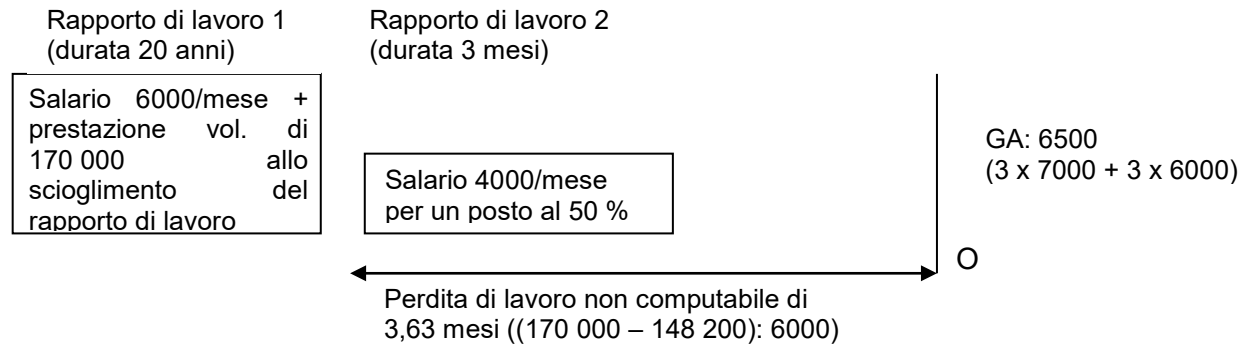 Rapporto di lavoro 1
(durata 20 anni)
Rapporto di lavoro 2
(durata 3 mesi)
Salario 6000/mese +
prestazione vol. di
170 000 allo
scioglimento del
rapporto di lavoro
Salario 4000/mese
per un posto al 50 %
GA: 6500
(3 x 7000 + 3 x 6000)
O
Perdita di lavoro non computabile di
3,63 mesi ((170 000 – 148 200): 6000)